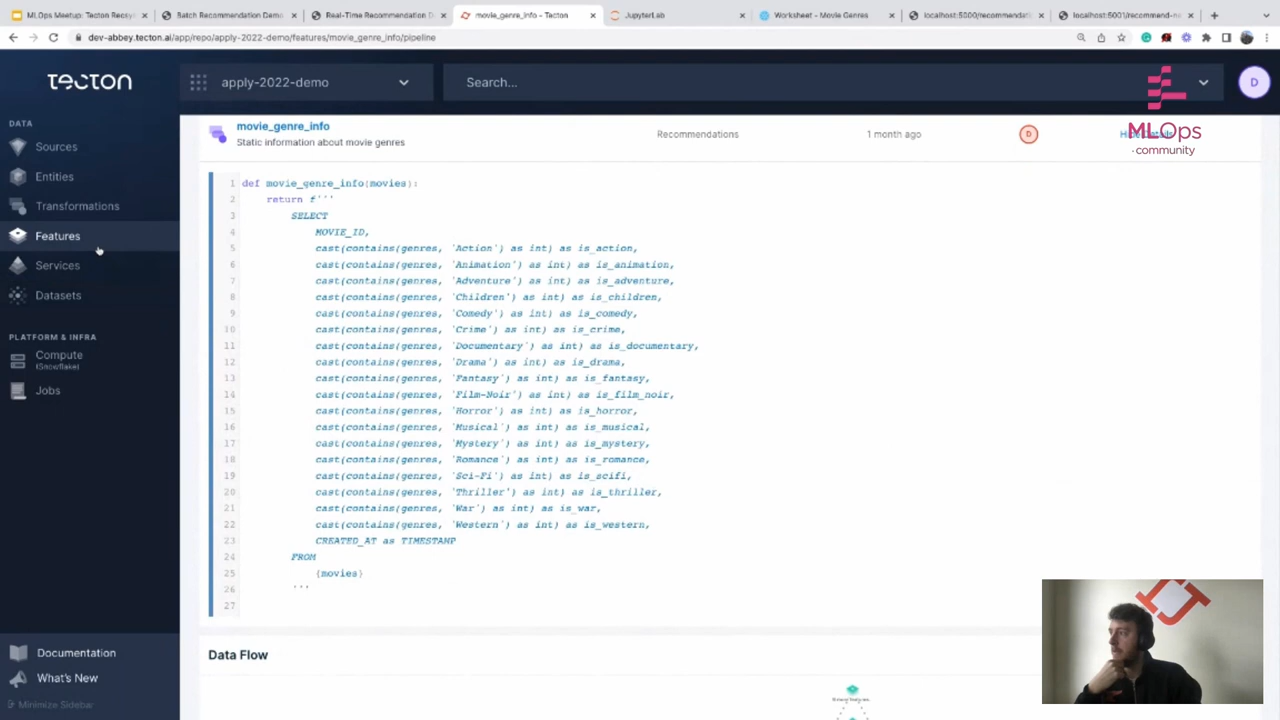 MLOps Meetup: Tecton Recsys
Batch Recommendation Demo
Real-Time Recommendation D
movie_genre_info - Tecton
JupyterLab
Worksheet - Movie Genres
localhost:5000/recommendati
localhost:5001/recommend-n
dev-abbey.tecton.ai/app/repo/apply-2022-demo/features/movie_genre_info/pipeline
tecton
apply-2022-demo
Search...
D
MLOps
community
DATA
Sources
Entities
Transformations
Features
Services
Datasets
PLATFORM & INFRA
Compute
(Snowflake)
Jobs
Documentation
What's New
Minimize Sidebar
movie_genre_info
Static information about movie genres
Recommendations
1 month ago
D
1 def movie_genre_info(movies):
2 return f'''
3 SELECT
4 MOVIE_ID,
5 cast(contains(genres, 'Action') as int) as is_action,
6 cast(contains(genres, 'Animation') as int) as is_animation,
7 cast(contains(genres, 'Adventure') as int) as is_adventure,
8 cast(contains(genres, 'Children') as int) as is_children,
9 cast(contains(genres, 'Comedy') as int) as is_comedy,
10 cast(contains(genres, 'Crime') as int) as is_crime,
11 cast(contains(genres, 'Documentary') as int) as is_documentary,
12 cast(contains(genres, 'Drama') as int) as is_drama,
13 cast(contains(genres, 'Fantasy') as int) as is_fantasy,
14 cast(contains(genres, 'Film-Noir') as int) as is_film_noir,
15 cast(contains(genres, 'Horror') as int) as is_horror,
16 cast(contains(genres, 'Musical') as int) as is_musical,
17 cast(contains(genres, 'Mystery') as int) as is_mystery,
18 cast(contains(genres, 'Romance') as int) as is_romance,
19 cast(contains(genres, 'Sci-Fi') as int) as is_scifi,
20 cast(contains(genres, 'Thriller') as int) as is_thriller,
21 cast(contains(genres, 'War') as int) as is_war,
22 cast(contains(genres, 'Western') as int) as is_western,
23 CREATED_AT as TIMESTAMP
24 FROM
25 {movies}
26 '''
27
Data Flow